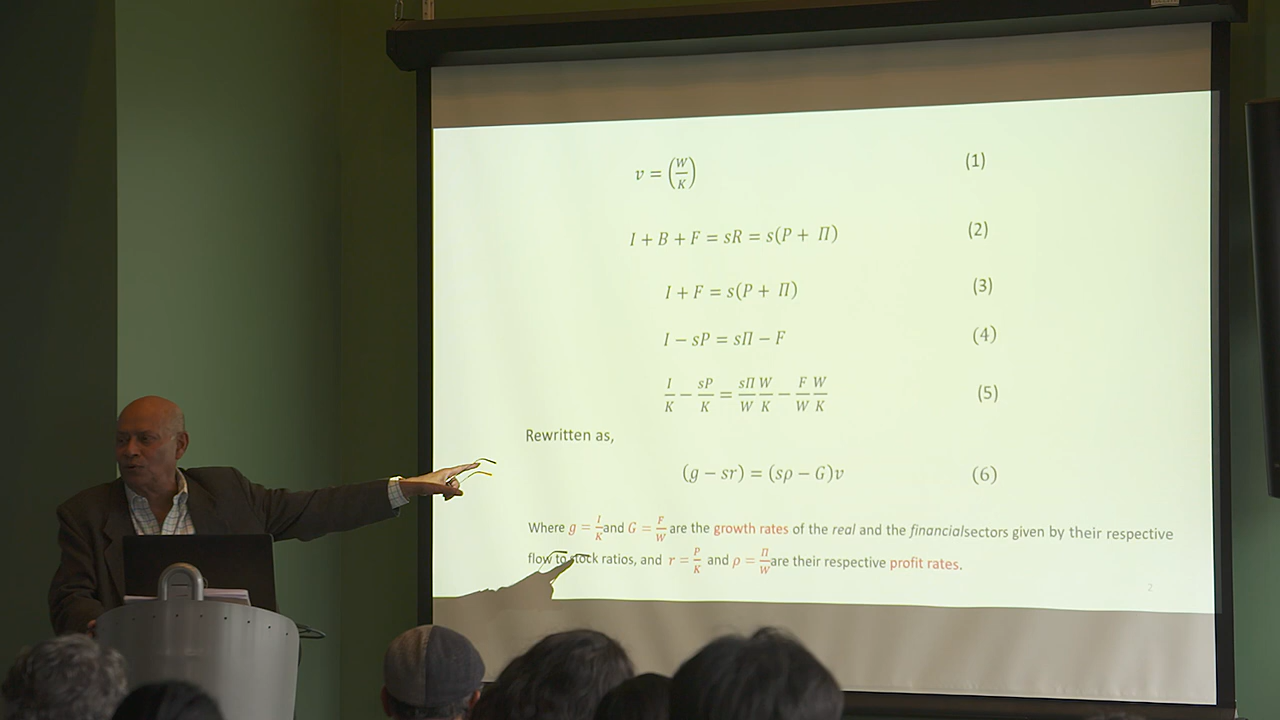 v = (W/K) (1)
I + B + F = sR = s(P + Π) (2)
I + F = s(P + Π) (3)
I − sP = sΠ − F (4)
I/K − sP/K = sΠ/W W/K − F/W W/K (5)
Rewritten as,
(g − sr) = (sρ − G)v (6)
Where g = I/K and G = F/W are the growth rates of the real and the financialsectors given by their respective
flow to stock ratios, and r = P/K and ρ = Π/W are their respective profit rates.
2